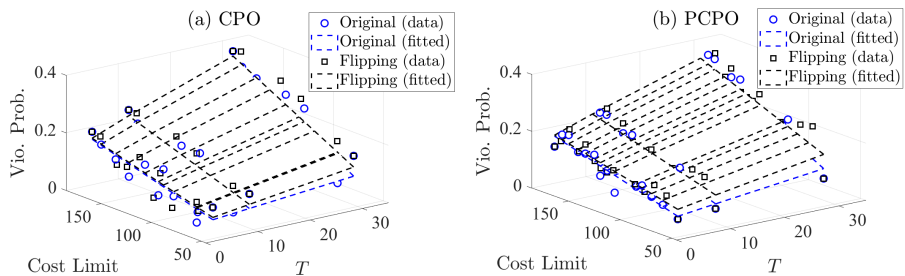 (a) CPO
Original (data)
Original (fitted)
Flipping (data)
Flipping (fitted)
0.4
0.2
0
Vio. Prob.
150
100
50
Cost Limit
0
10
20
30
T
(b) PCPO
Original (data)
Original (fitted)
Flipping (data)
Flipping (fitted)
0.4
0.2
0
Vio. Prob.
150
100
50
Cost Limit
0
10
20
30
T